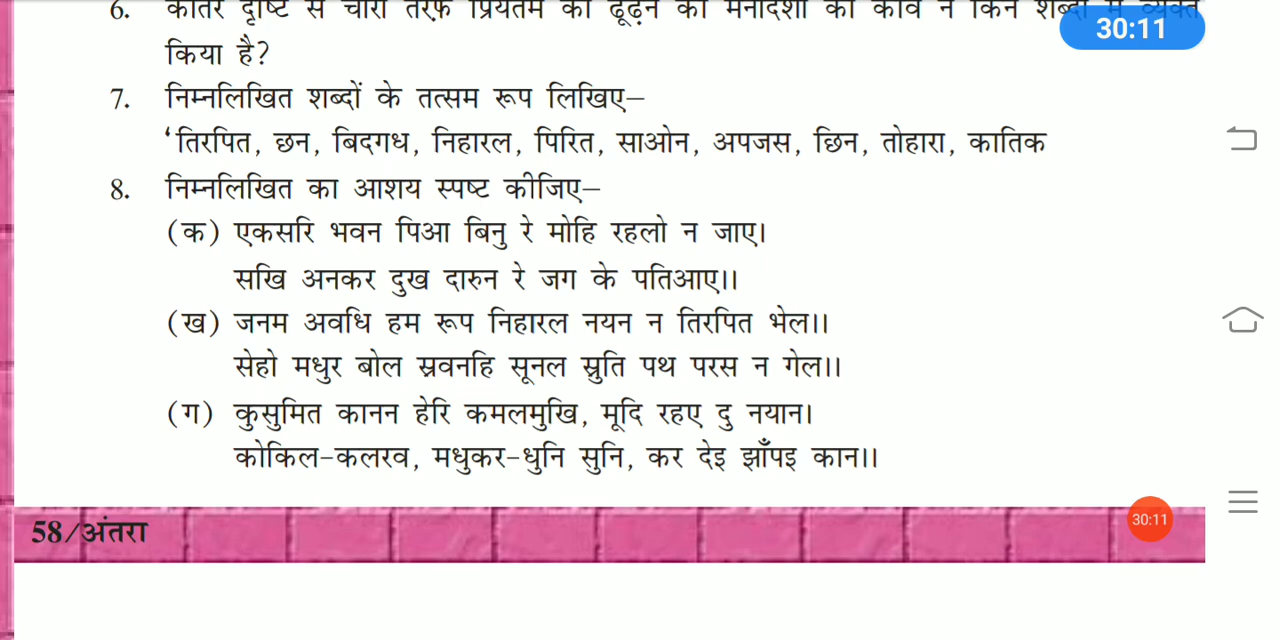 6. कातर दृष्टि से चारों तरफ़ प्रियतम को ढूँढ़ने की मनोदशा को कवि ने किन शब्दों में व्यक्त
30:11
किया है?
7. निम्नलिखित शब्दों के तत्सम रूप लिखिए–
'तिरपित, छन, बिदगध, निहारल, पिरित, साओन, अपजस, छिन, तोहारा, कातिक
8. निम्नलिखित का आशय स्पष्ट कीजिए–
(क) एकसरि भवन पिआ बिनु रे मोहि रहलो न जाए।
सखि अनकर दुख दारुन रे जग के पतिआए।।
(ख) जनम अवधि हम रूप निहारल नयन न तिरपित भेल।।
सेहो मधुर बोल स्रवनहि सूनल स्रुति पथ परस न गेल।।
(ग) कुसुमित कानन हेरि कमलमुखि, मूदि रहए दु नयान।
कोकिल-कलरव, मधुकर-धुनि सुनि, कर देइ झाँपइ कान।।
58/अंतरा
30:11